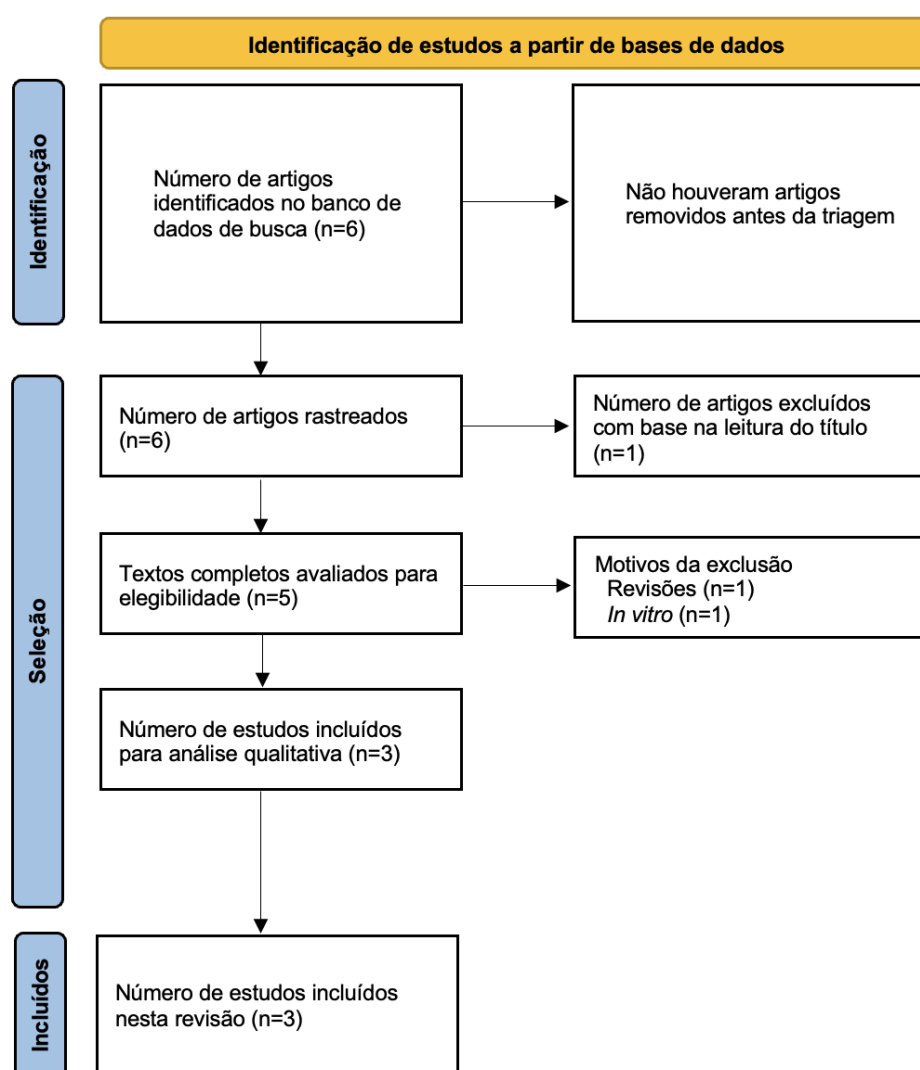 Identificação de estudos a partir de bases de dados
Identificação
Número de artigos
identificados no banco de
dados de busca (n=6)
Não houveram artigos
removidos antes da triagem
Seleção
Número de artigos rastreados
(n=6)
Número de artigos excluídos
com base na leitura do título
(n=1)
Textos completos avaliados para
elegibilidade (n=5)
Motivos da exclusão
Revisões (n=1)
In vitro (n=1)
Número de estudos incluídos
para análise qualitativa (n=3)
Incluídos
Número de estudos incluídos
nesta revisão (n=3)